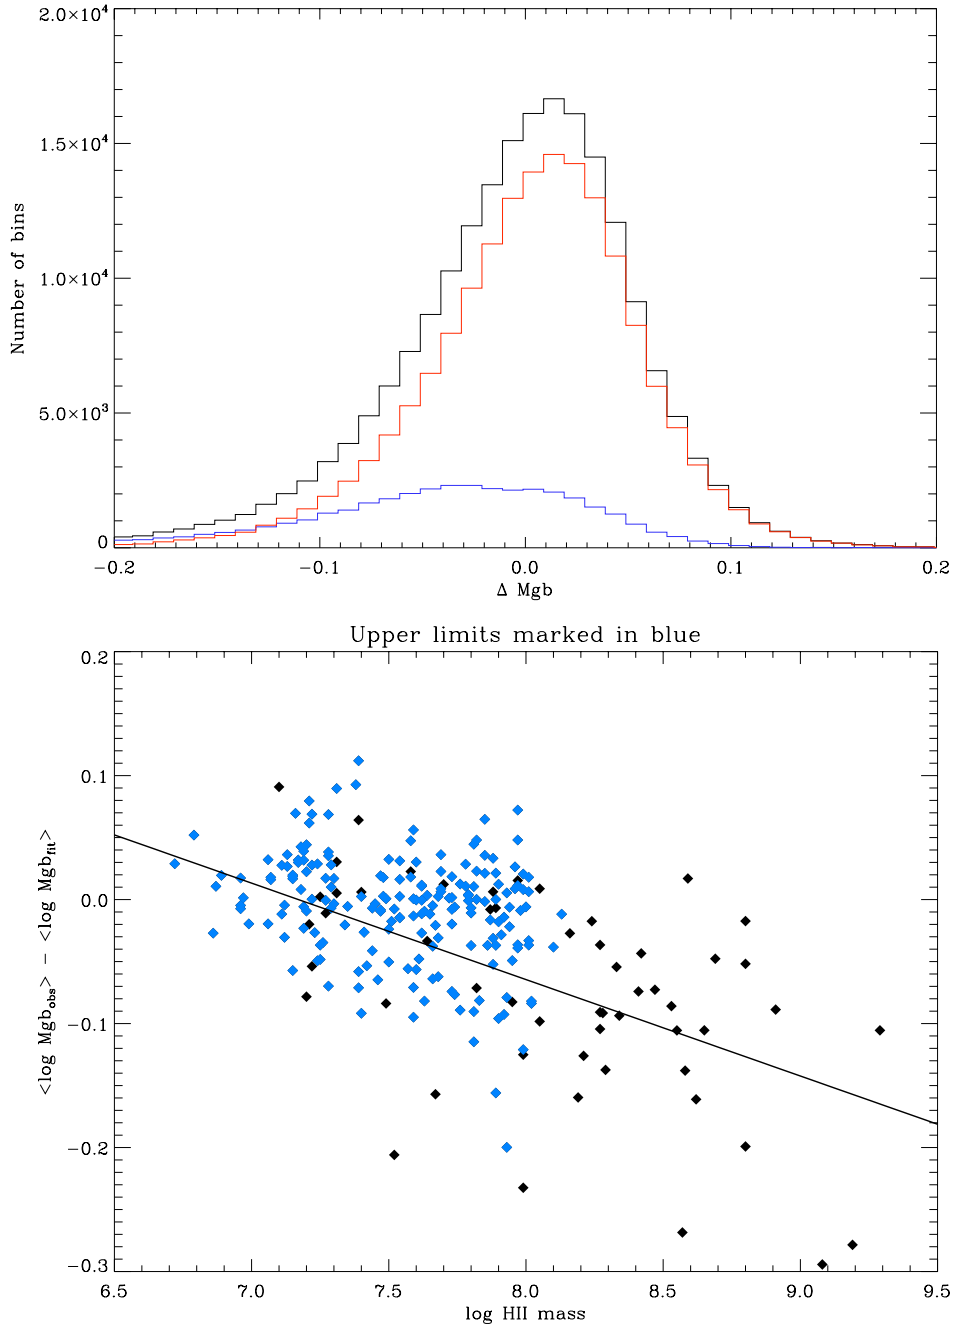 2.0×10⁴
1.5×10⁴
1.0×10⁴
5.0×10³
0
Number of bins
−0.2 −0.1 0.0 0.1 0.2
Δ Mgb
Upper limits marked in blue
0.2
0.1
0.0
−0.1
−0.2
−0.3
<log Mgb_obs> − <log Mgb_fit>
6.5 7.0 7.5 8.0 8.5 9.0 9.5
log HII mass